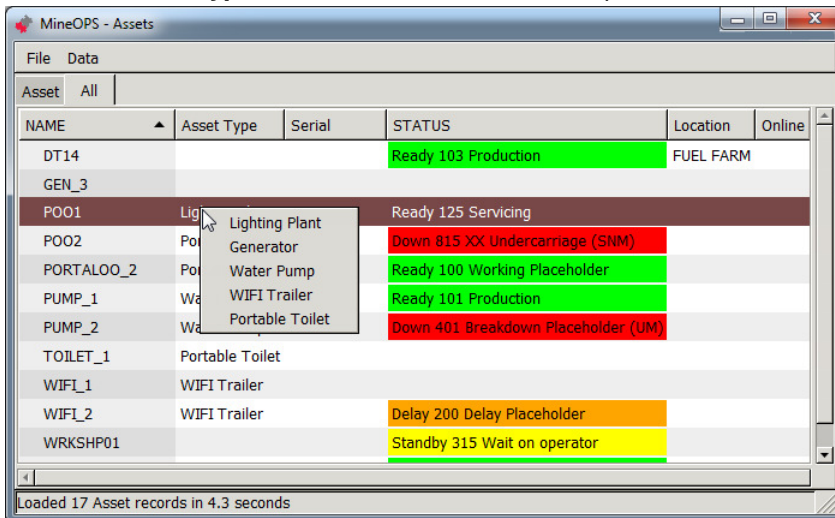 MineOPS - Assets
File Data
Asset All
NAME Asset Type Serial STATUS Location Online
DT14 Ready 103 Production FUEL FARM
GEN_3
POO1 Ready 125 Servicing
Lighting Plant
Generator
Water Pump
WIFI Trailer
Portable Toilet
POO2 Down 815 XX Undercarriage (SNM)
PORTALOO_2 Ready 100 Working Placeholder
PUMP_1 Ready 101 Production
PUMP_2 Down 401 Breakdown Placeholder (UM)
TOILET_1 Portable Toilet
WIFI_1 WIFI Trailer
WIFI_2 WIFI Trailer Delay 200 Delay Placeholder
WRKSHP01 Standby 315 Wait on operator
Loaded 17 Asset records in 4.3 seconds